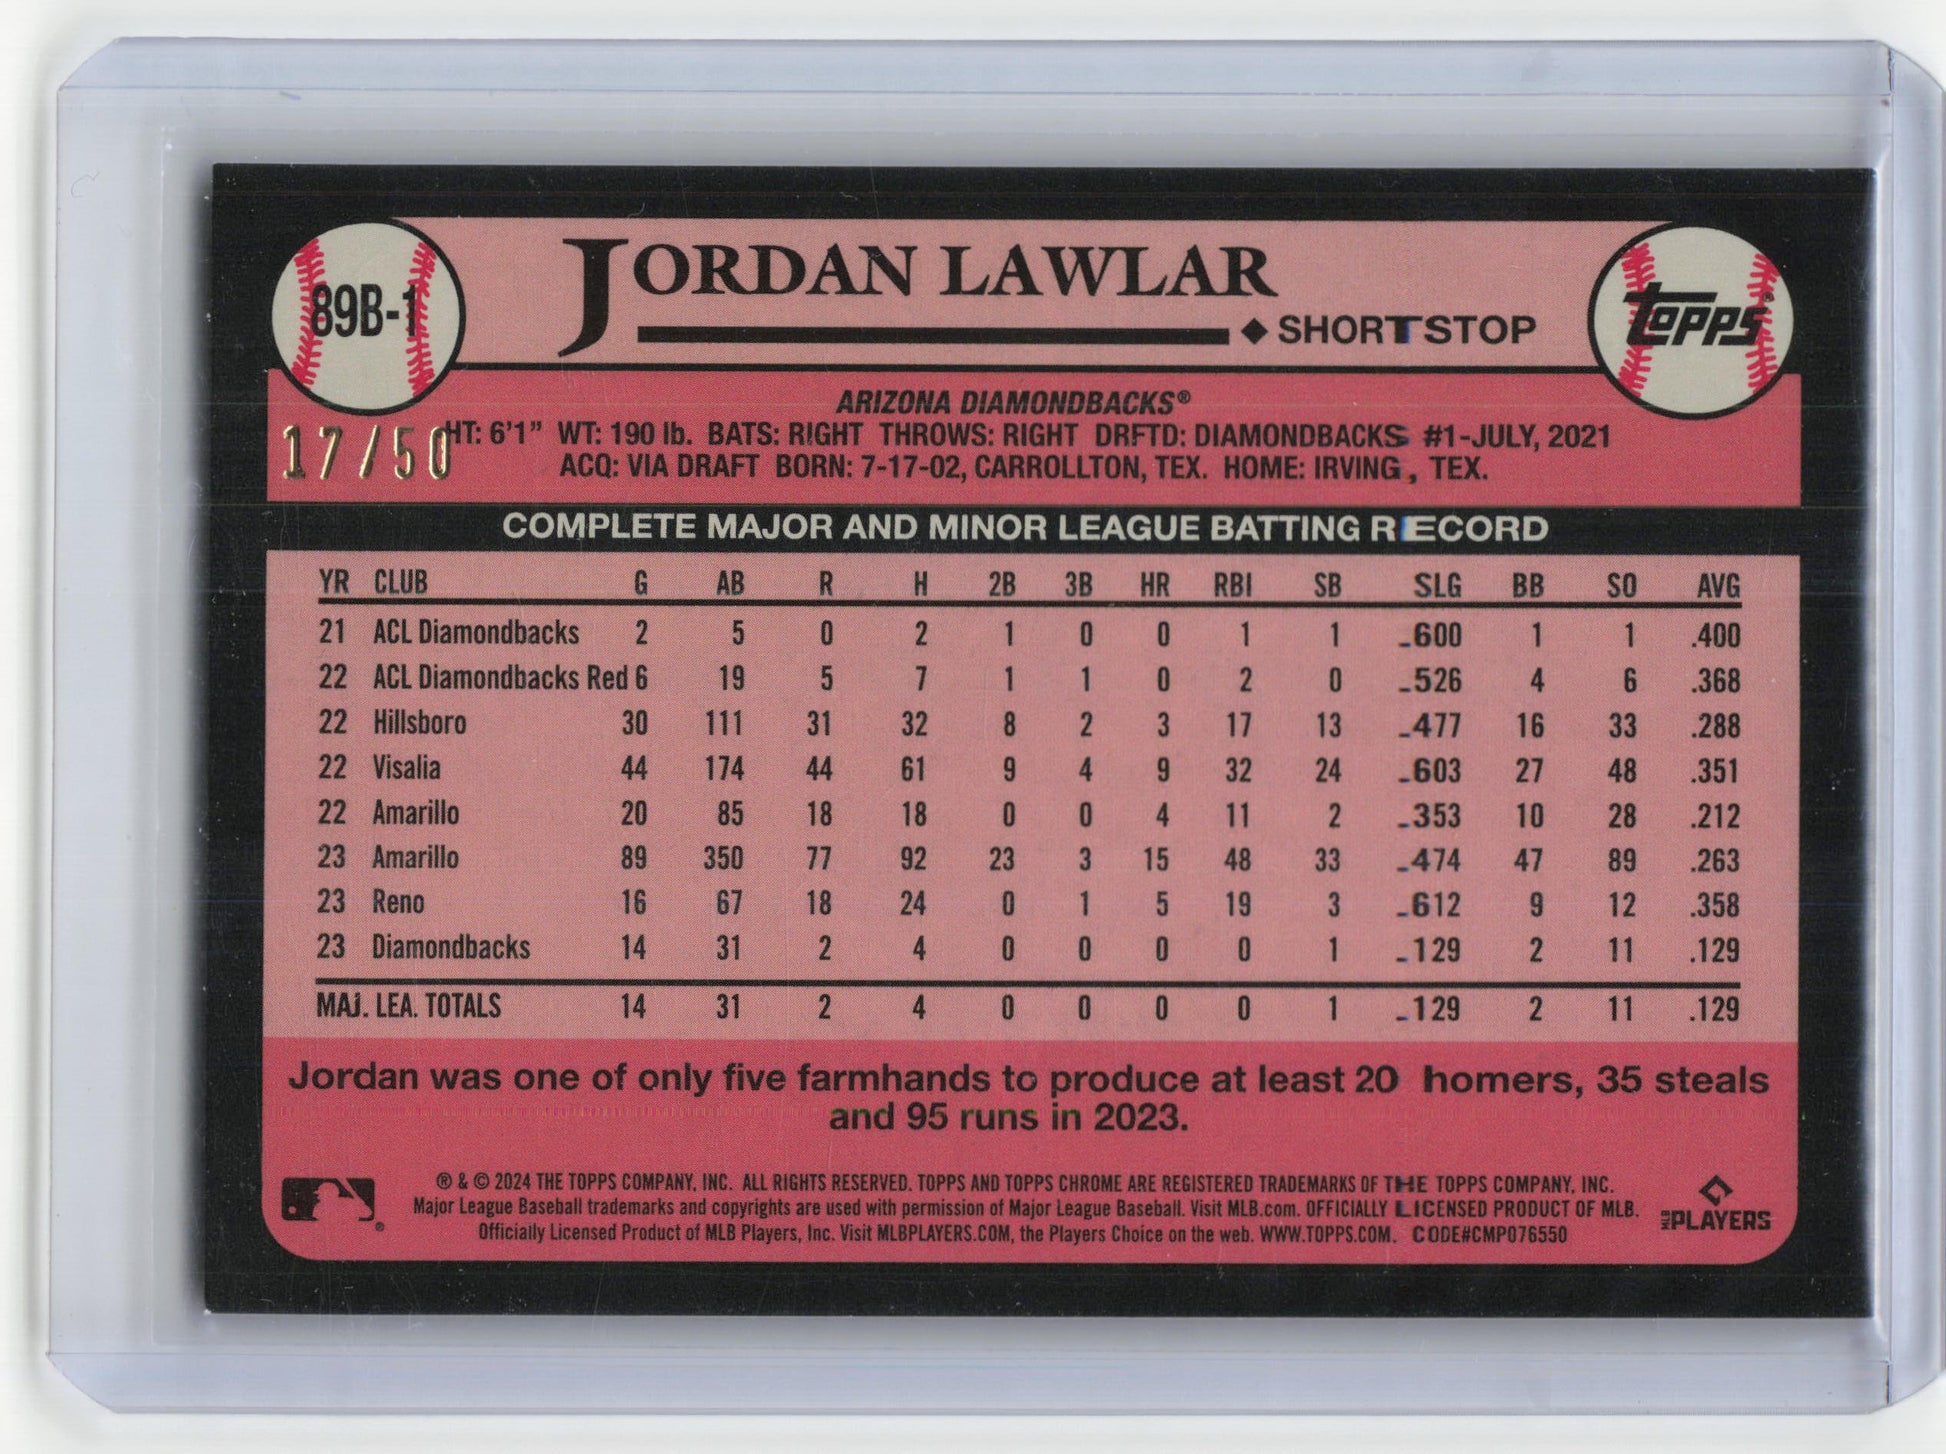 89B-1
JORDAN LAWLAR
◆ SHORTSTOP
topps®
ARIZONA DIAMONDBACKS®
17/50
HT: 6'1" WT: 190 lb. BATS: RIGHT THROWS: RIGHT DRFTD: DIAMONDBACKS #1-JULY, 2021
ACQ: VIA DRAFT BORN: 7-17-02, CARROLLTON, TEX. HOME: IRVING, TEX.
COMPLETE MAJOR AND MINOR LEAGUE BATTING RECORD
YR CLUB G AB R H 2B 3B HR RBI SB SLG BB SO AVG
21 ACL Diamondbacks 2 5 0 2 1 0 0 1 1 .600 1 1 .400
22 ACL Diamondbacks Red 6 19 5 7 1 1 0 2 0 .526 4 6 .368
22 Hillsboro 30 111 31 32 8 2 3 17 13 .477 16 33 .288
22 Visalia 44 174 44 61 9 4 9 32 24 .603 27 48 .351
22 Amarillo 20 85 18 18 0 0 4 11 2 .353 10 28 .212
23 Amarillo 89 350 77 92 23 3 15 48 33 .474 47 89 .263
23 Reno 16 67 18 24 0 1 5 19 3 .612 9 12 .358
23 Diamondbacks 14 31 2 4 0 0 0 0 1 .129 2 11 .129
MAJ. LEA. TOTALS 14 31 2 4 0 0 0 0 1 .129 2 11 .129
Jordan was one of only five farmhands to produce at least 20 homers, 35 steals
and 95 runs in 2023.
® & © 2024 THE TOPPS COMPANY, INC. ALL RIGHTS RESERVED. TOPPS AND TOPPS CHROME ARE REGISTERED TRADEMARKS OF THE TOPPS COMPANY, INC.
Major League Baseball trademarks and copyrights are used with permission of Major League Baseball. Visit MLB.com. OFFICIALLY LICENSED PRODUCT OF MLB.
Officially Licensed Product of MLB Players, Inc. Visit MLBPLAYERS.COM, the Players Choice on the web. WWW.TOPPS.COM. CODE#CMP076550
®
MLB PLAYERS